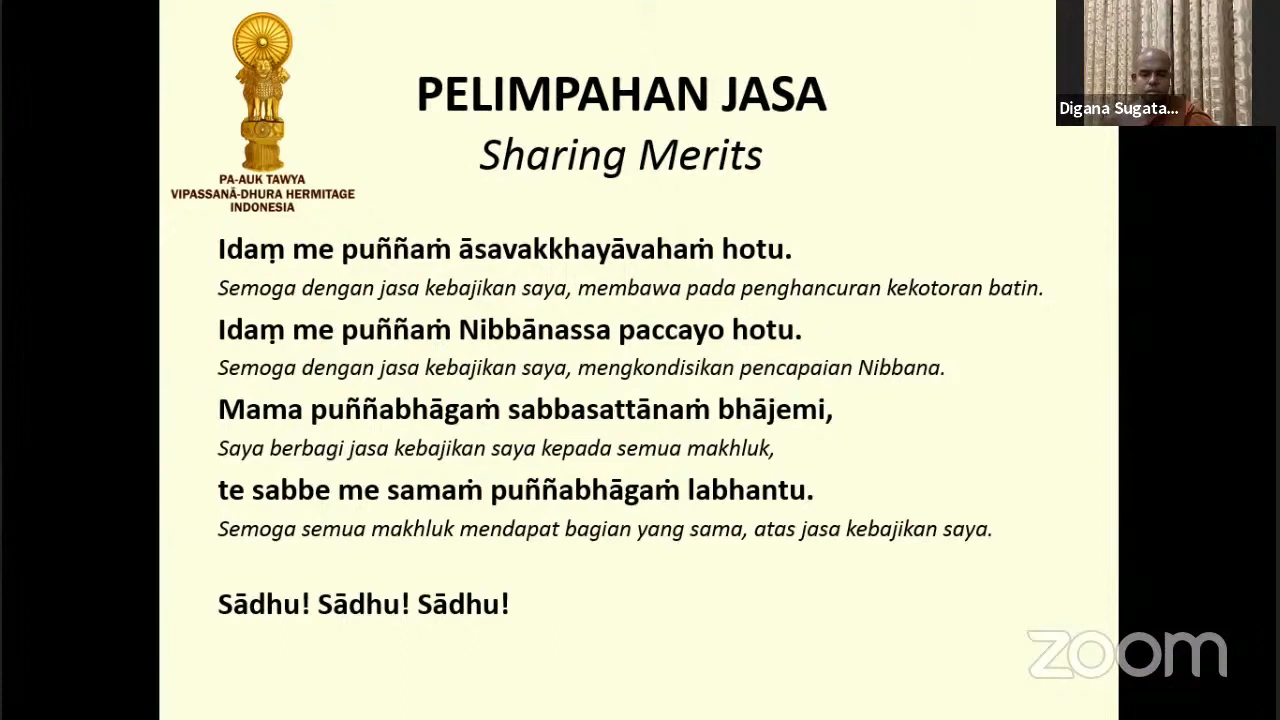 PELIMPAHAN JASA
Sharing Merits
Digana Sugata...
PA-AUK TAWYA
VIPASSANĀ-DHURA HERMITAGE
INDONESIA
Idaṃ me puññaṁ āsavakkhayāvahaṁ hotu.
Semoga dengan jasa kebajikan saya, membawa pada penghancuran kekotoran batin.
Idaṃ me puññaṁ Nibbānassa paccayo hotu.
Semoga dengan jasa kebajikan saya, mengkondisikan pencapaian Nibbana.
Mama puññabhāgaṁ sabbasattānaṁ bhājemi,
Saya berbagi jasa kebajikan saya kepada semua makhluk,
te sabbe me samaṁ puññabhāgaṁ labhantu.
Semoga semua makhluk mendapat bagian yang sama, atas jasa kebajikan saya.
Sādhu! Sādhu! Sādhu!
zoom